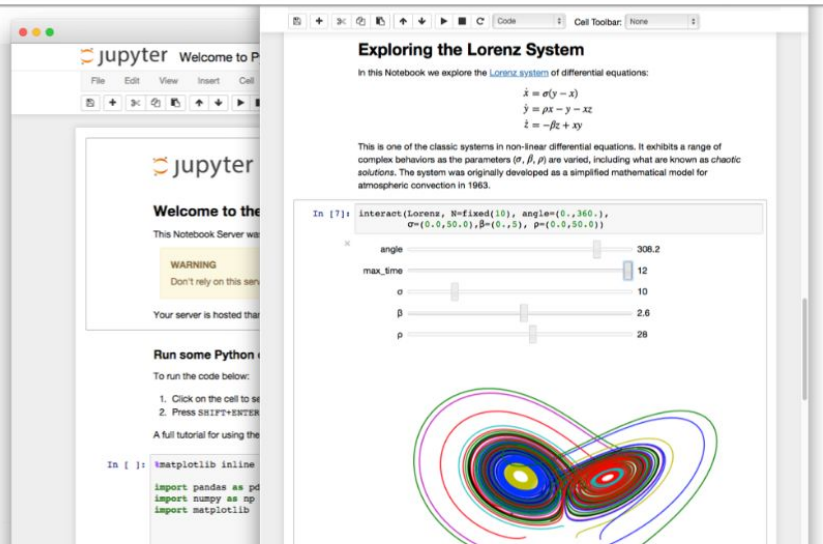 jupyter Welcome to P
File Edit View Insert Cell
jupyter
Welcome to the
This Notebook Server was
WARNING
Don't rely on this serv
Your server is hosted than
Run some Python
To run the code below:
1. Click on the cell to se
2. Press SHIFT+ENTER
A full tutorial for using the
In [ ]: %matplotlib inline
import pandas as pd
import numpy as np
import matplotlib
Code Cell Toolbar: None
Exploring the Lorenz System
In this Notebook we explore the Lorenz system of differential equations:
ẋ = σ(y − x)
ẏ = ρx − y − xz
ż = −βz + xy
This is one of the classic systems in non-linear differential equations. It exhibits a range of
complex behaviors as the parameters (σ, β, ρ) are varied, including what are known as chaotic
solutions. The system was originally developed as a simplified mathematical model for
atmospheric convection in 1963.
In [7]: interact(Lorenz, N=fixed(10), angle=(0.,360.),
σ=(0.0,50.0),β=(0.,5), ρ=(0.0,50.0))
angle 308.2
max_time 12
σ 10
β 2.6
ρ 28